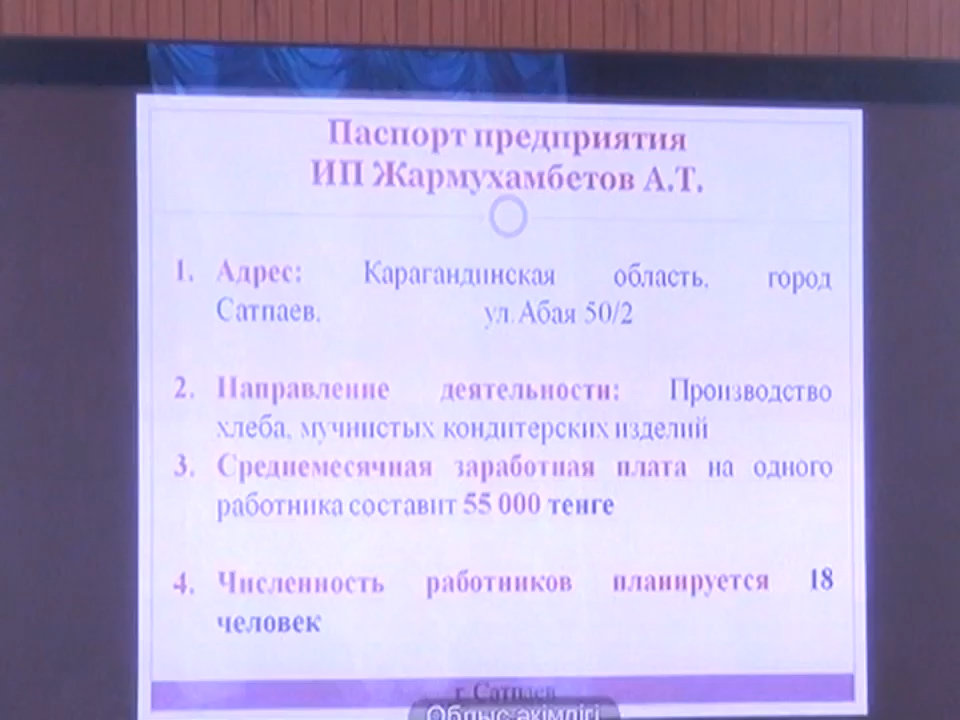 Паспорт предприятия
ИП Жармухамбетов А.Т.
1. Адрес: Карагандинская область, город
Сатпаев, ул. Абая 50/2
2. Направление деятельности: Производство
хлеба, мучнистых кондитерских изделий
3. Среднемесячная заработная плата на одного
работника составит 55 000 тенге
4. Численность работников планируется 18
человек
г. Сатпаев
Облыс әкімдігі